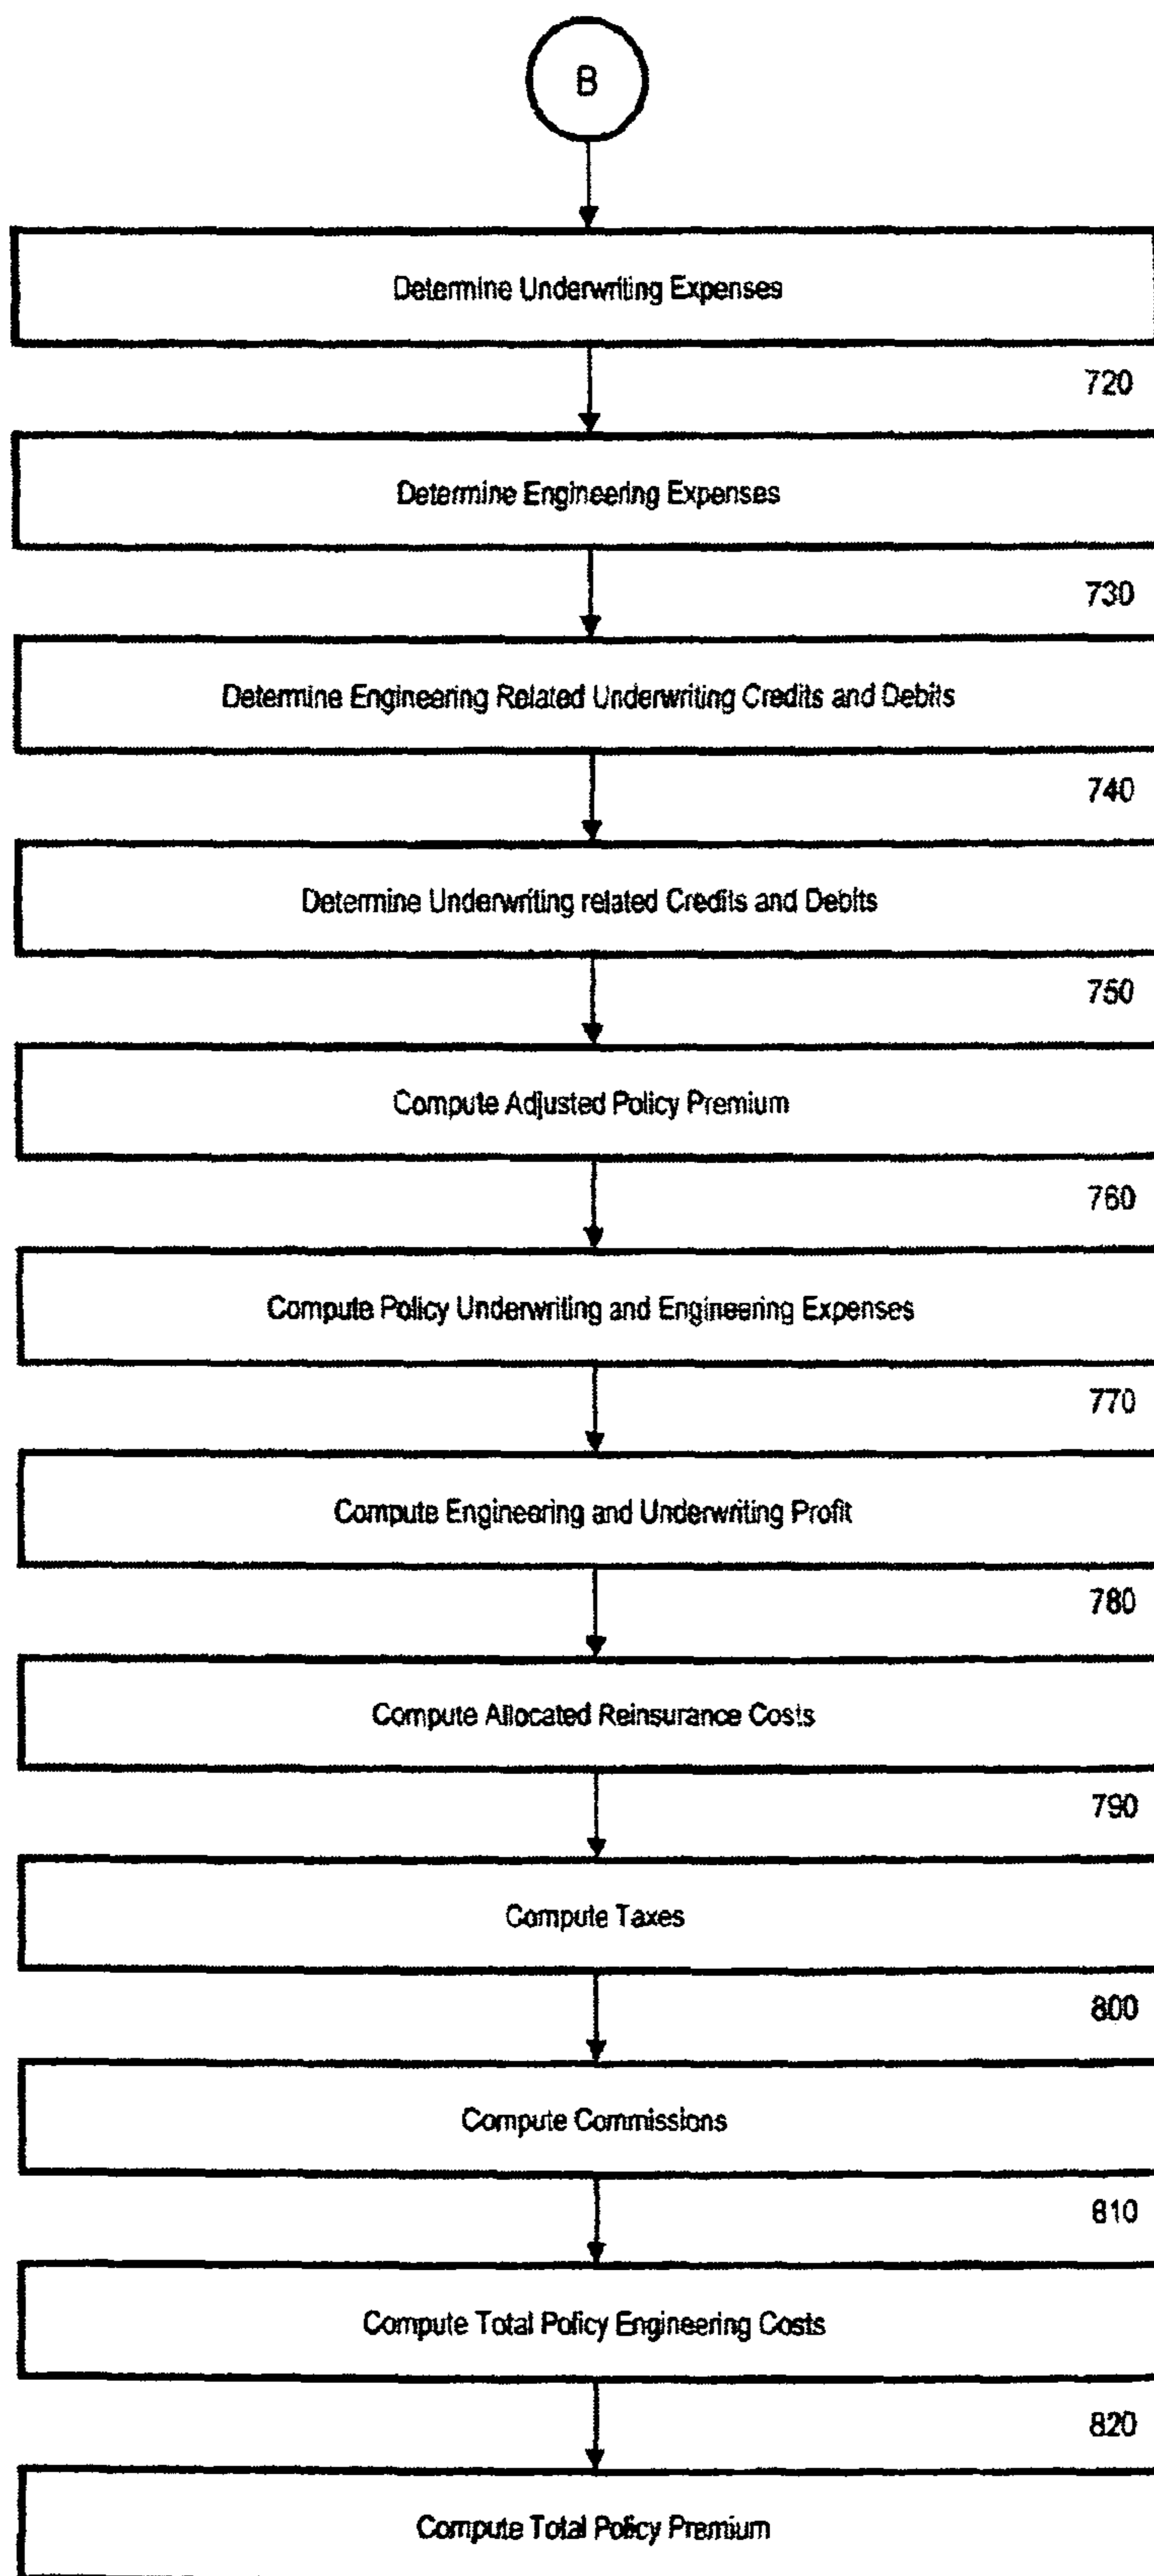 B
Determine Underwriting Expenses
720
Determine Engineering Expenses
730
Determine Engineering Related Underwriting Credits and Debits
740
Determine Underwriting related Credits and Debits
750
Compute Adjusted Policy Premium
760
Compute Policy Underwriting and Engineering Expenses
770
Compute Engineering and Underwriting Profit
780
Compute Allocated Reinsurance Costs
790
Compute Taxes
800
Compute Commissions
810
Compute Total Policy Engineering Costs
820
Compute Total Policy Premium